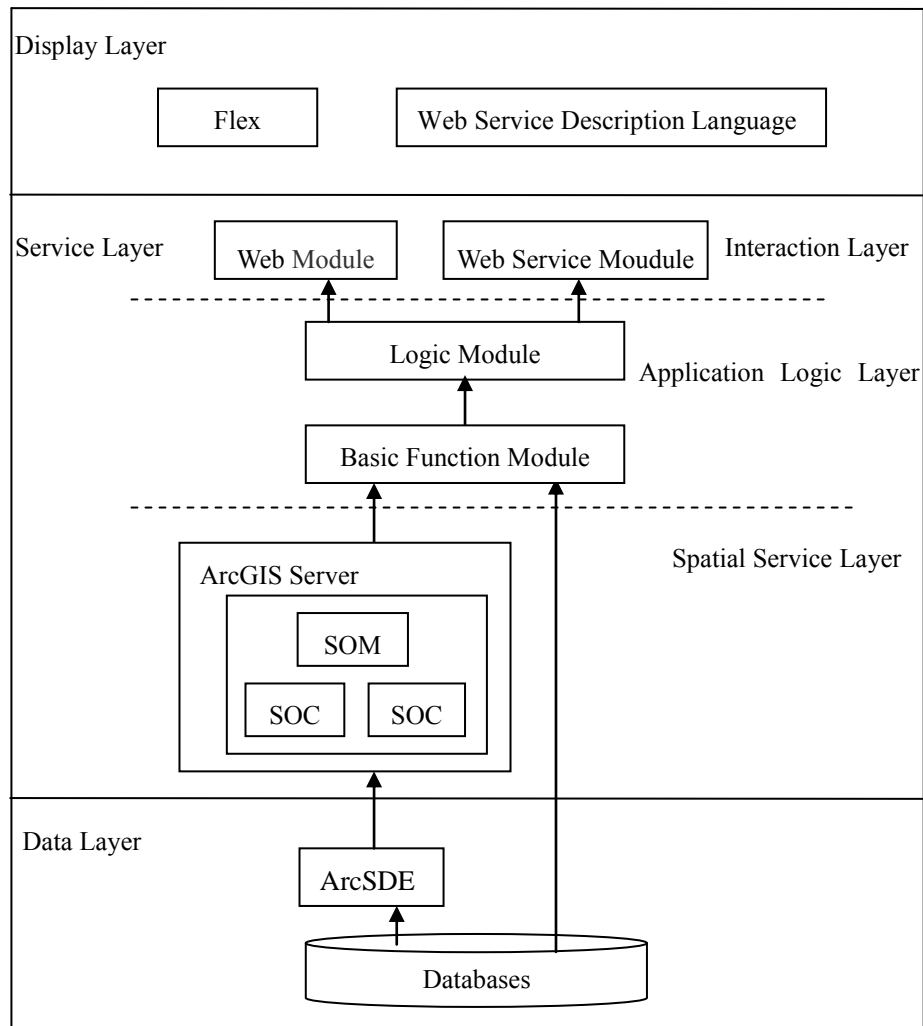 Display Layer
Flex
Web Service Description Language
Service Layer
Web Module
Web Service Moudule
Interaction Layer
Logic Module
Application Logic Layer
Basic Function Module
Spatial Service Layer
ArcGIS Server
SOM
SOC
SOC
Data Layer
ArcSDE
Databases